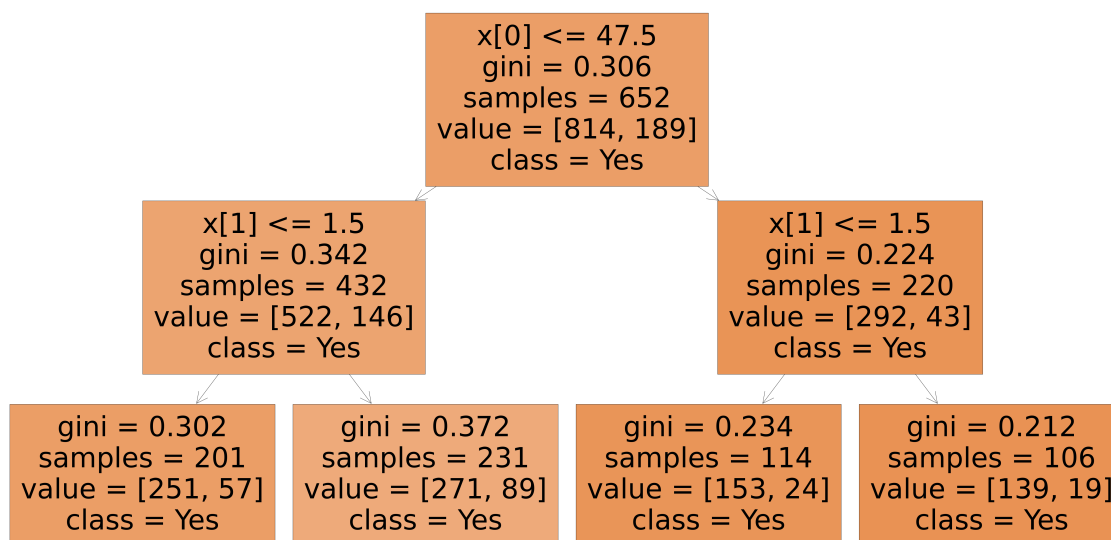 x[0] <= 47.5
gini = 0.306
samples = 652
value = [814, 189]
class = Yes
x[1] <= 1.5
gini = 0.342
samples = 432
value = [522, 146]
class = Yes
x[1] <= 1.5
gini = 0.224
samples = 220
value = [292, 43]
class = Yes
gini = 0.302
samples = 201
value = [251, 57]
class = Yes
gini = 0.372
samples = 231
value = [271, 89]
class = Yes
gini = 0.234
samples = 114
value = [153, 24]
class = Yes
gini = 0.212
samples = 106
value = [139, 19]
class = Yes